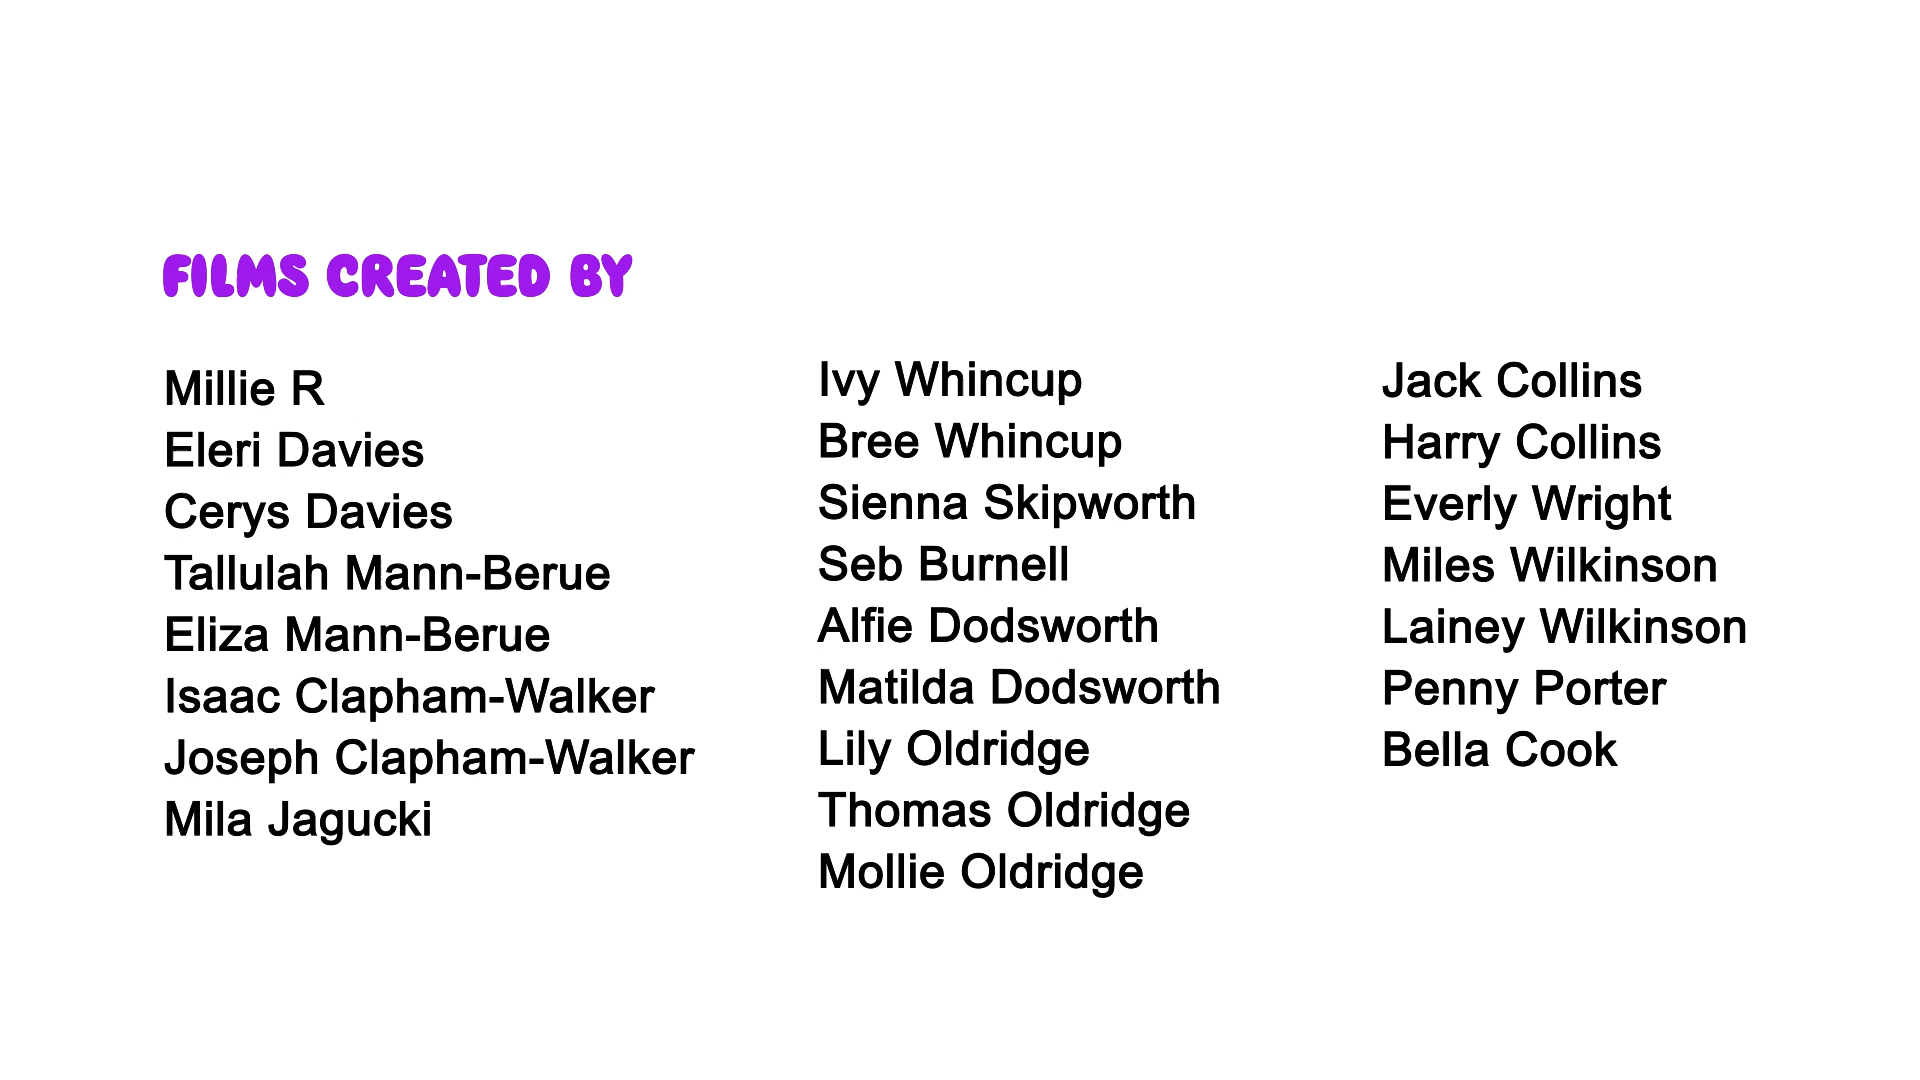 FILMS CREATED BY
Millie R
Eleri Davies
Cerys Davies
Tallulah Mann-Berue
Eliza Mann-Berue
Isaac Clapham-Walker
Joseph Clapham-Walker
Mila Jagucki
Ivy Whincup
Bree Whincup
Sienna Skipworth
Seb Burnell
Alfie Dodsworth
Matilda Dodsworth
Lily Oldridge
Thomas Oldridge
Mollie Oldridge
Jack Collins
Harry Collins
Everly Wright
Miles Wilkinson
Lainey Wilkinson
Penny Porter
Bella Cook